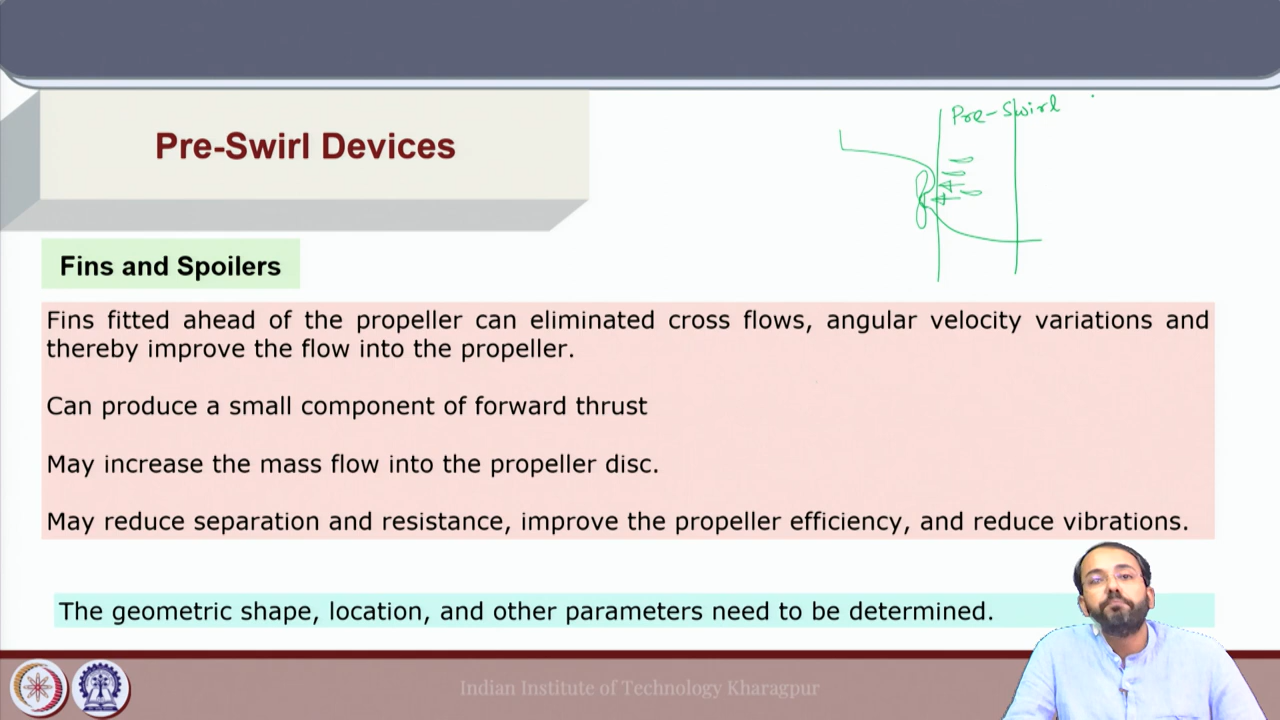 Pre-Swirl
Pre-Swirl Devices
Fins and Spoilers
Fins fitted ahead of the propeller can eliminated cross flows, angular velocity variations and
thereby improve the flow into the propeller.
Can produce a small component of forward thrust
May increase the mass flow into the propeller disc.
May reduce separation and resistance, improve the propeller efficiency, and reduce vibrations.
The geometric shape, location, and other parameters need to be determined.
Indian Institute of Technology Kharagpur